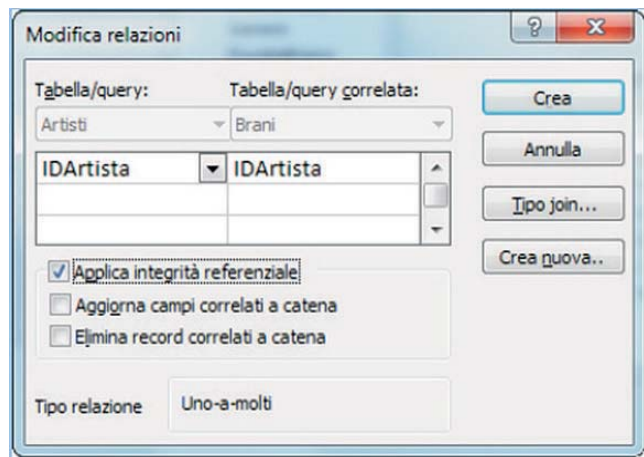 Modifica relazioni
Tabella/query: Tabella/query correlata:
Artisti Brani
IDArtista IDArtista
Applica integrità referenziale
Aggiorna campi correlati a catena
Elimina record correlati a catena
Tipo relazione Uno-a-molti
Crea
Annulla
Tipo join...
Crea nuova..